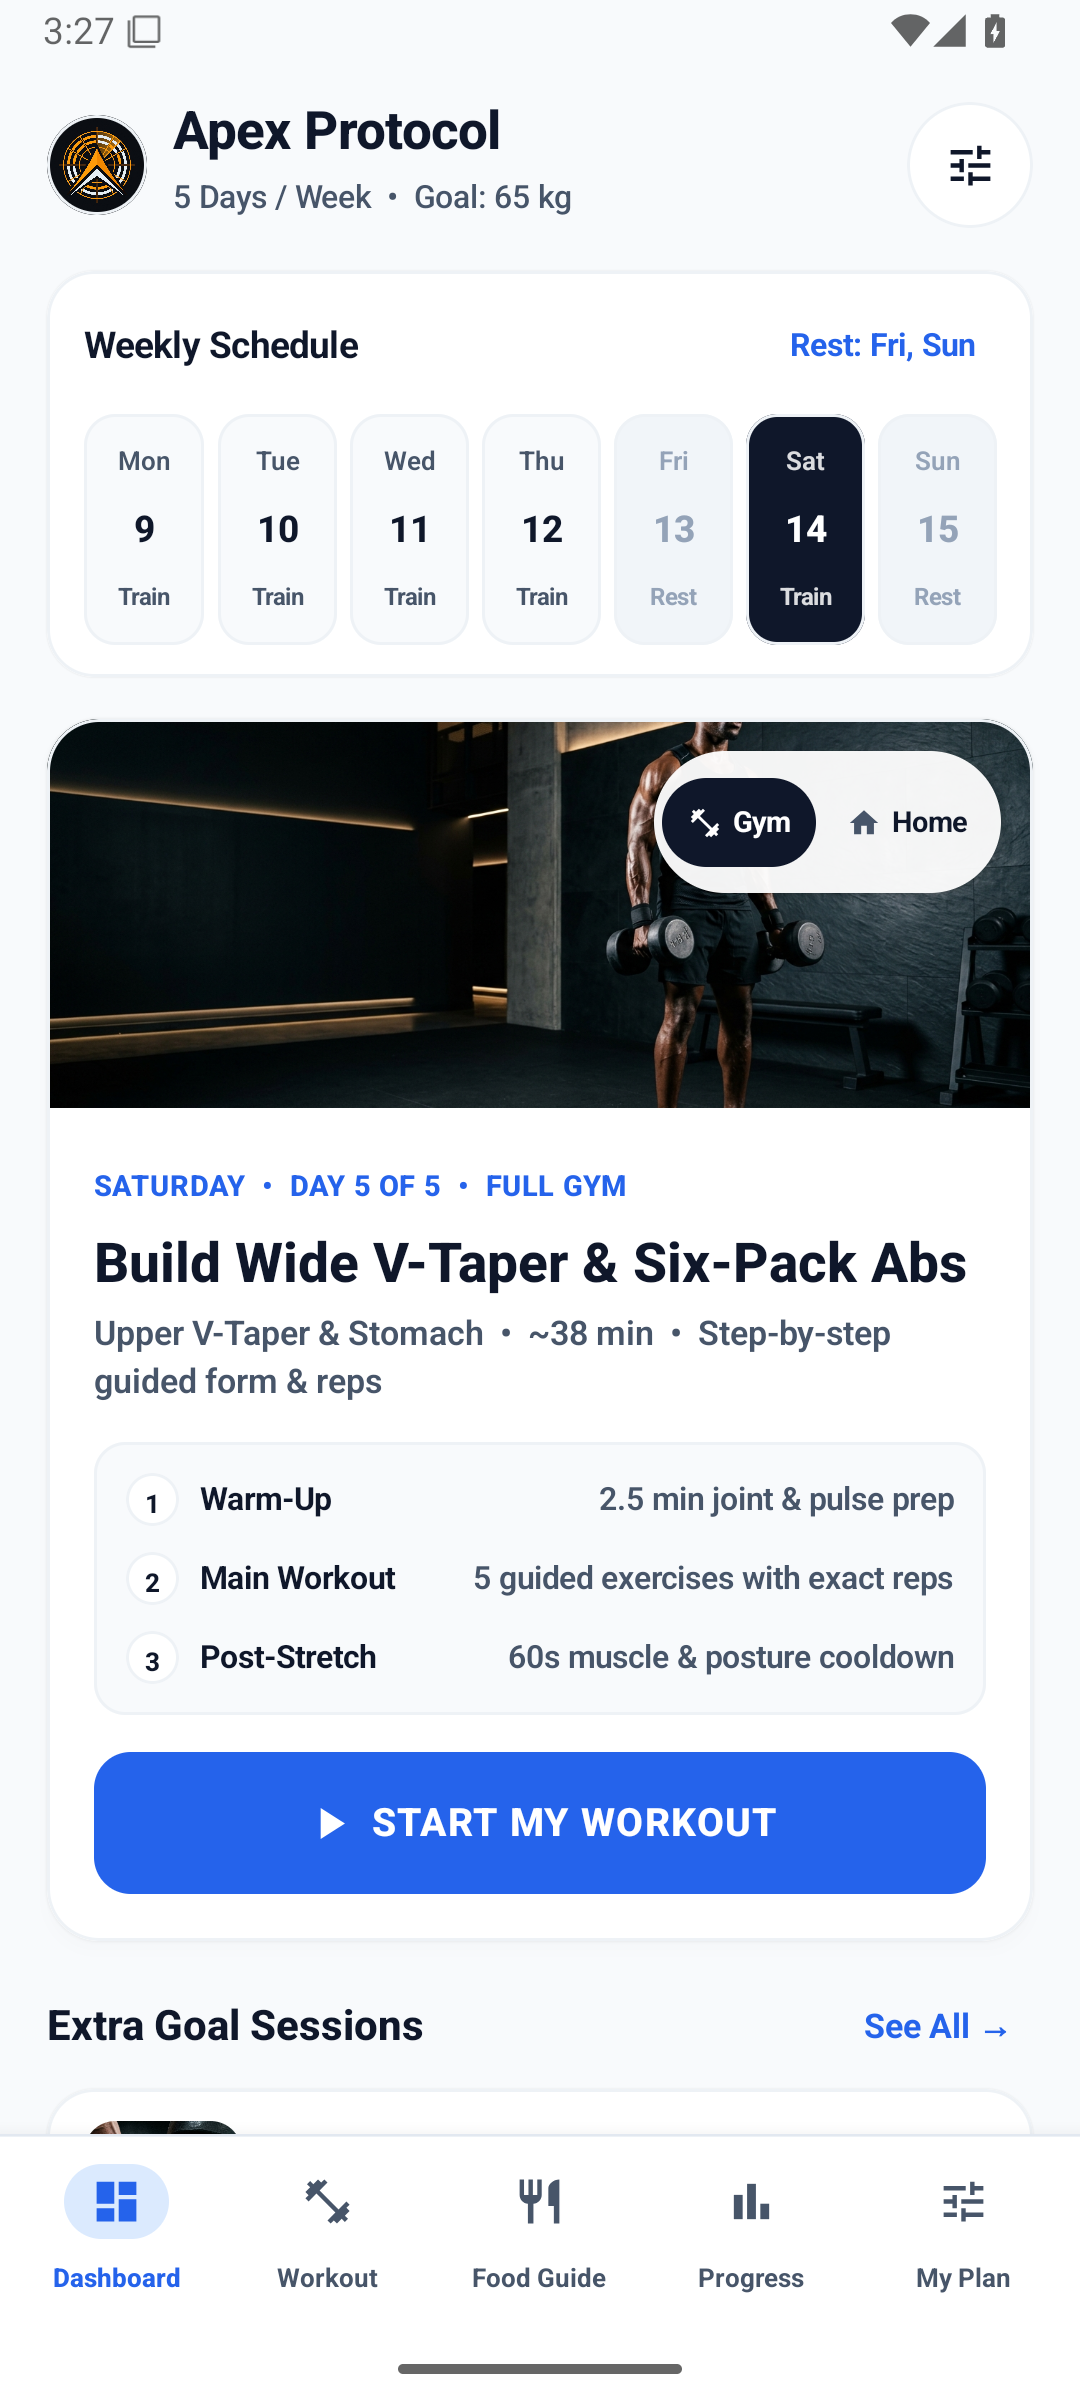 3:27
Apex Protocol
5 Days / Week • Goal: 65 kg
Weekly Schedule
Rest: Fri, Sun
Mon Tue Wed Thu Fri Sat Sun
9 10 11 12 13 14 15
Train Train Train Train Rest Train Rest
Gym
Home
SATURDAY • DAY 5 OF 5 • FULL GYM
Build Wide V-Taper & Six-Pack Abs
Upper V-Taper & Stomach • ~38 min • Step-by-step
guided form & reps
1 Warm-Up 2.5 min joint & pulse prep
2 Main Workout 5 guided exercises with exact reps
3 Post-Stretch 60s muscle & posture cooldown
START MY WORKOUT
Extra Goal Sessions
See All →
Dashboard Workout Food Guide Progress My Plan